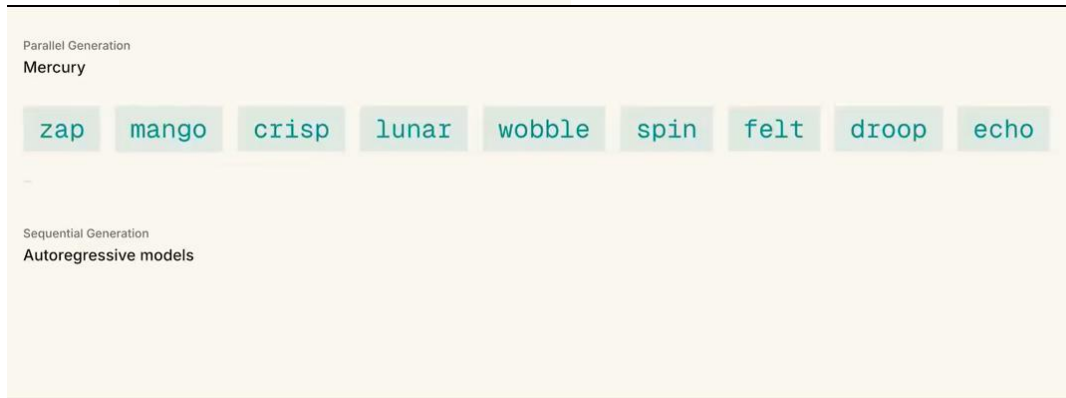 Parallel Generation
Mercury
zap mango crisp lunar wobble spin felt droop echo
Sequential Generation
Autoregressive models